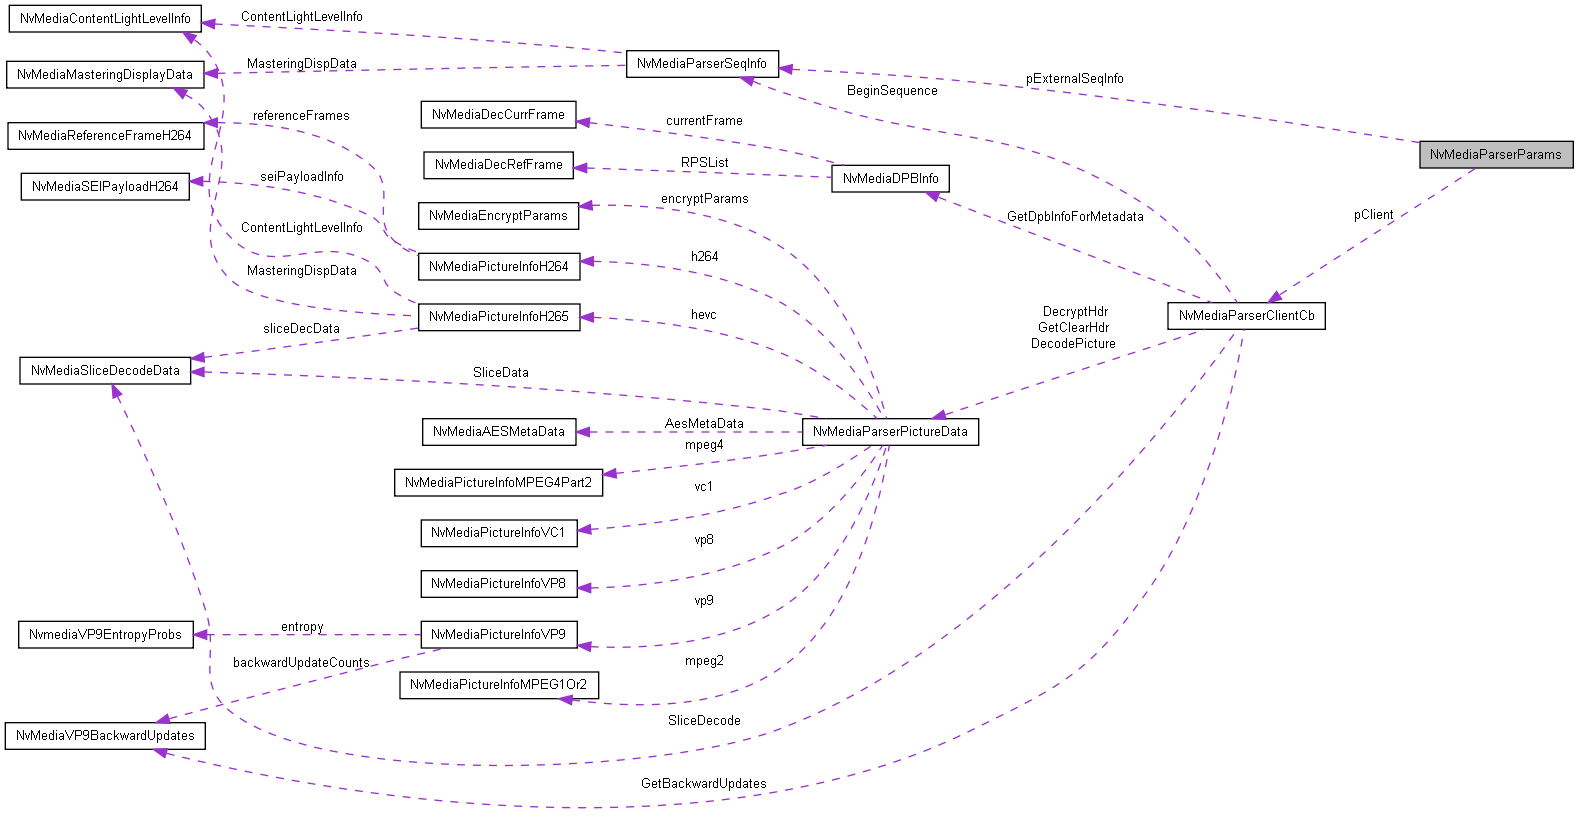 NvMediaContentLightLevelInfo
ContentLightLevelInfo
NvMediaMasteringDisplayData
MasteringDispData
NvMediaParserSeqInfo
pExternalSeqInfo
BeginSequence
NvMediaDecCurrFrame
referenceFrames
currentFrame
NvMediaReferenceFrameH264
NvMediaParserParams
NvMediaDecRefFrame
RPSList
NvMediaDPBInfo
NvMediaSEIPayloadH264
seiPayloadInfo
encryptParams
NvMediaEncryptParams
GetDpbInfoForMetadata
pClient
ContentLightLevelInfo
h264
NvMediaPictureInfoH264
MasteringDispData
NvMediaPictureInfoH265
hevc
DecryptHdr
GetClearHdr
DecodePicture
NvMediaParserClientCb
sliceDecData
NvMediaSliceDecodeData
SliceData
NvMediaAESMetaData
AesMetaData
NvMediaParserPictureData
mpeg4
NvMediaPictureInfoMPEG4Part2
vc1
NvMediaPictureInfoVC1
vp8
NvMediaPictureInfoVP8
vp9
NvmediaVP9EntropyProbs
entropy
NvMediaPictureInfoVP9
backwardUpdateCounts
mpeg2
NvMediaPictureInfoMPEG1Or2
SliceDecode
NvMediaVP9BackwardUpdates
GetBackwardUpdates